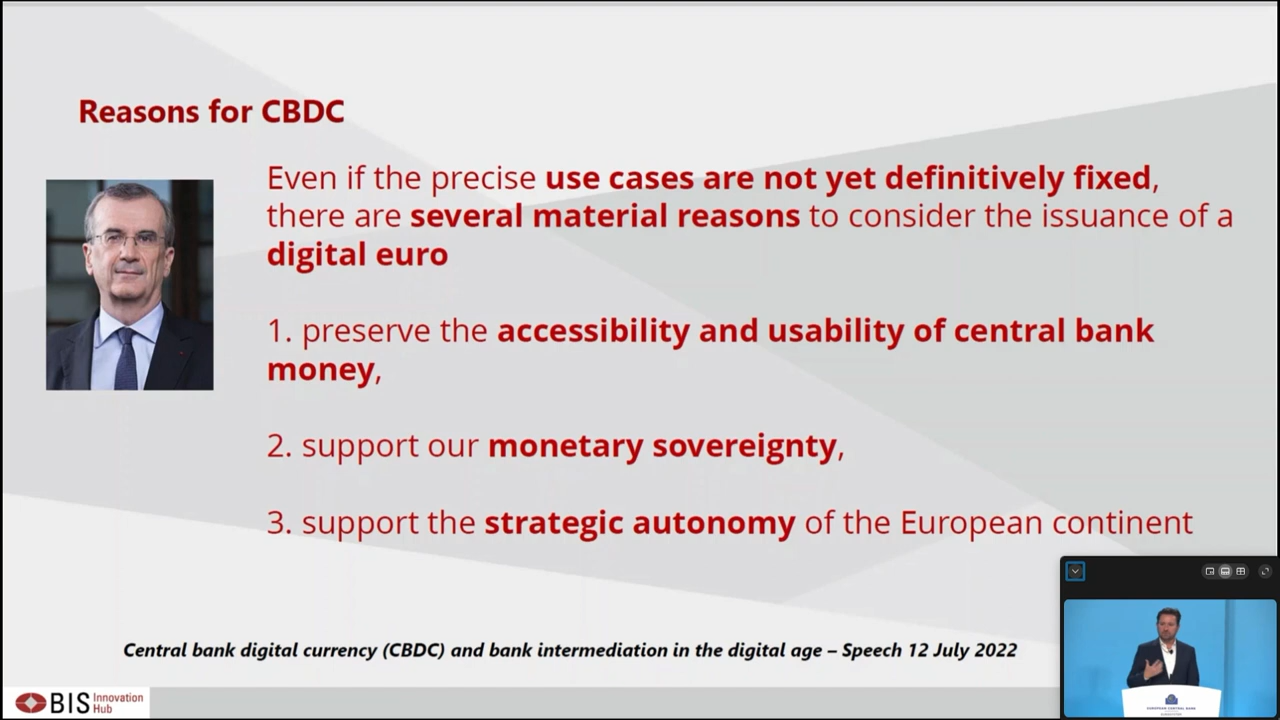 Reasons for CBDC
Even if the precise use cases are not yet definitively fixed,
there are several material reasons to consider the issuance of a
digital euro
1. preserve the accessibility and usability of central bank
money,
2. support our monetary sovereignty,
3. support the strategic autonomy of the European continent
Central bank digital currency (CBDC) and bank intermediation in the digital age – Speech 12 July 2022
BIS Innovation
Hub
EUROPEAN CENTRAL BANK